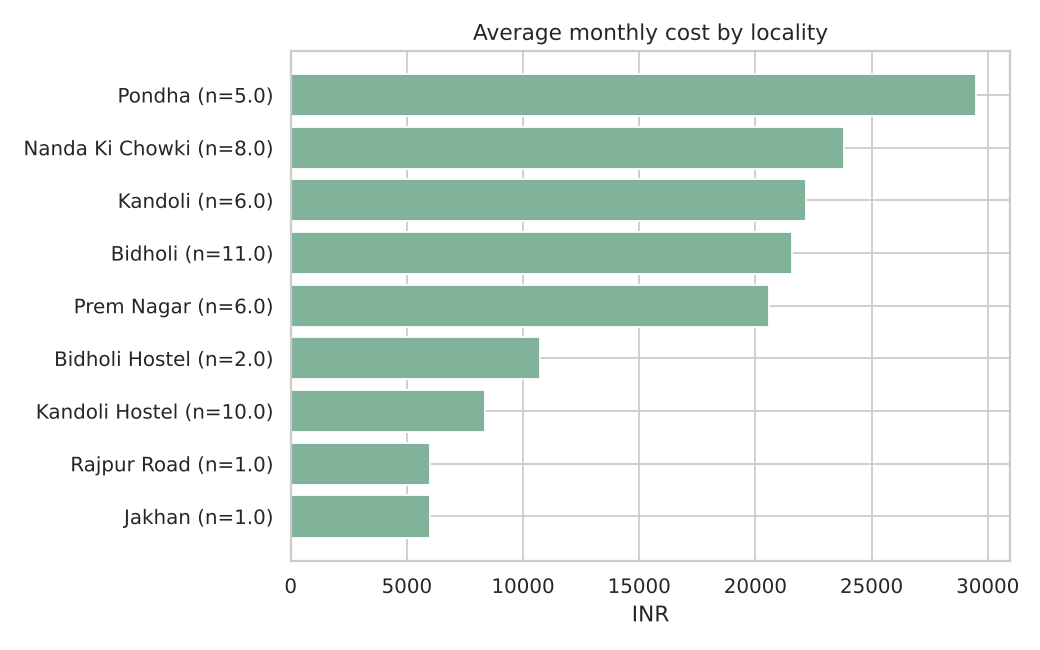 Average monthly cost by locality
Pondha (n=5.0)
Nanda Ki Chowki (n=8.0)
Kandoli (n=6.0)
Bidholi (n=11.0)
Prem Nagar (n=6.0)
Bidholi Hostel (n=2.0)
Kandoli Hostel (n=10.0)
Rajpur Road (n=1.0)
Jakhan (n=1.0)
0 5000 10000 15000 20000 25000 30000
INR